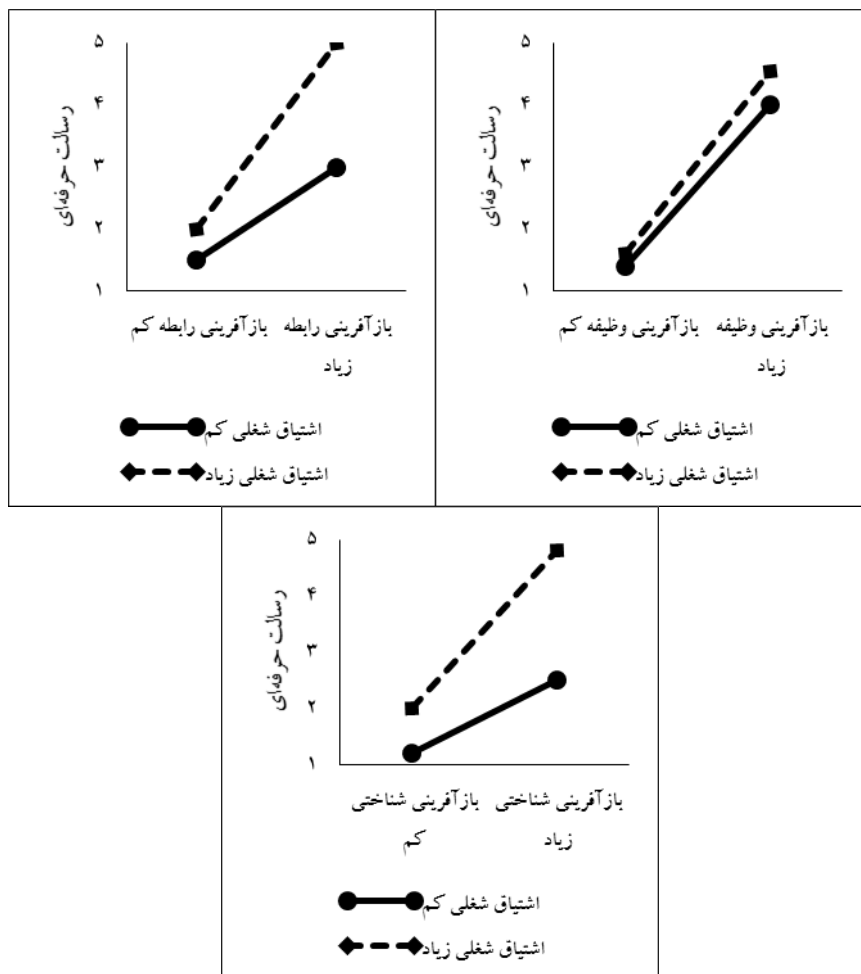 ۵
۴
۳
۲
۱
رسالت حرفه‌ای
بازآفرینی رابطه کم
بازآفرینی رابطه
زیاد
اشتیاق شغلی کم
اشتیاق شغلی زیاد
۵
۴
۳
۲
۱
رسالت حرفه‌ای
بازآفرینی وظیفه کم
بازآفرینی وظیفه
زیاد
اشتیاق شغلی کم
اشتیاق شغلی زیاد
۵
۴
۳
۲
۱
رسالت حرفه‌ای
بازآفرینی شناختی
کم
بازآفرینی شناختی
زیاد
اشتیاق شغلی کم
اشتیاق شغلی زیاد